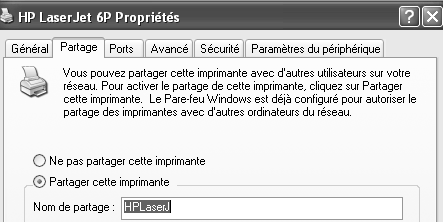 HP LaserJet 6P Propriétés
Général Partage Ports Avancé Sécurité Paramètres du périphérique
Vous pouvez partager cette imprimante avec d'autres utilisateurs sur votre
réseau. Pour activer le partage de cette imprimante, cliquez sur Partager
cette imprimante. Le Pare-feu Windows est déjà configuré pour autoriser le
partage des imprimantes avec d'autres ordinateurs du réseau.
Ne pas partager cette imprimante
Partager cette imprimante
Nom de partage : HPLaserJ